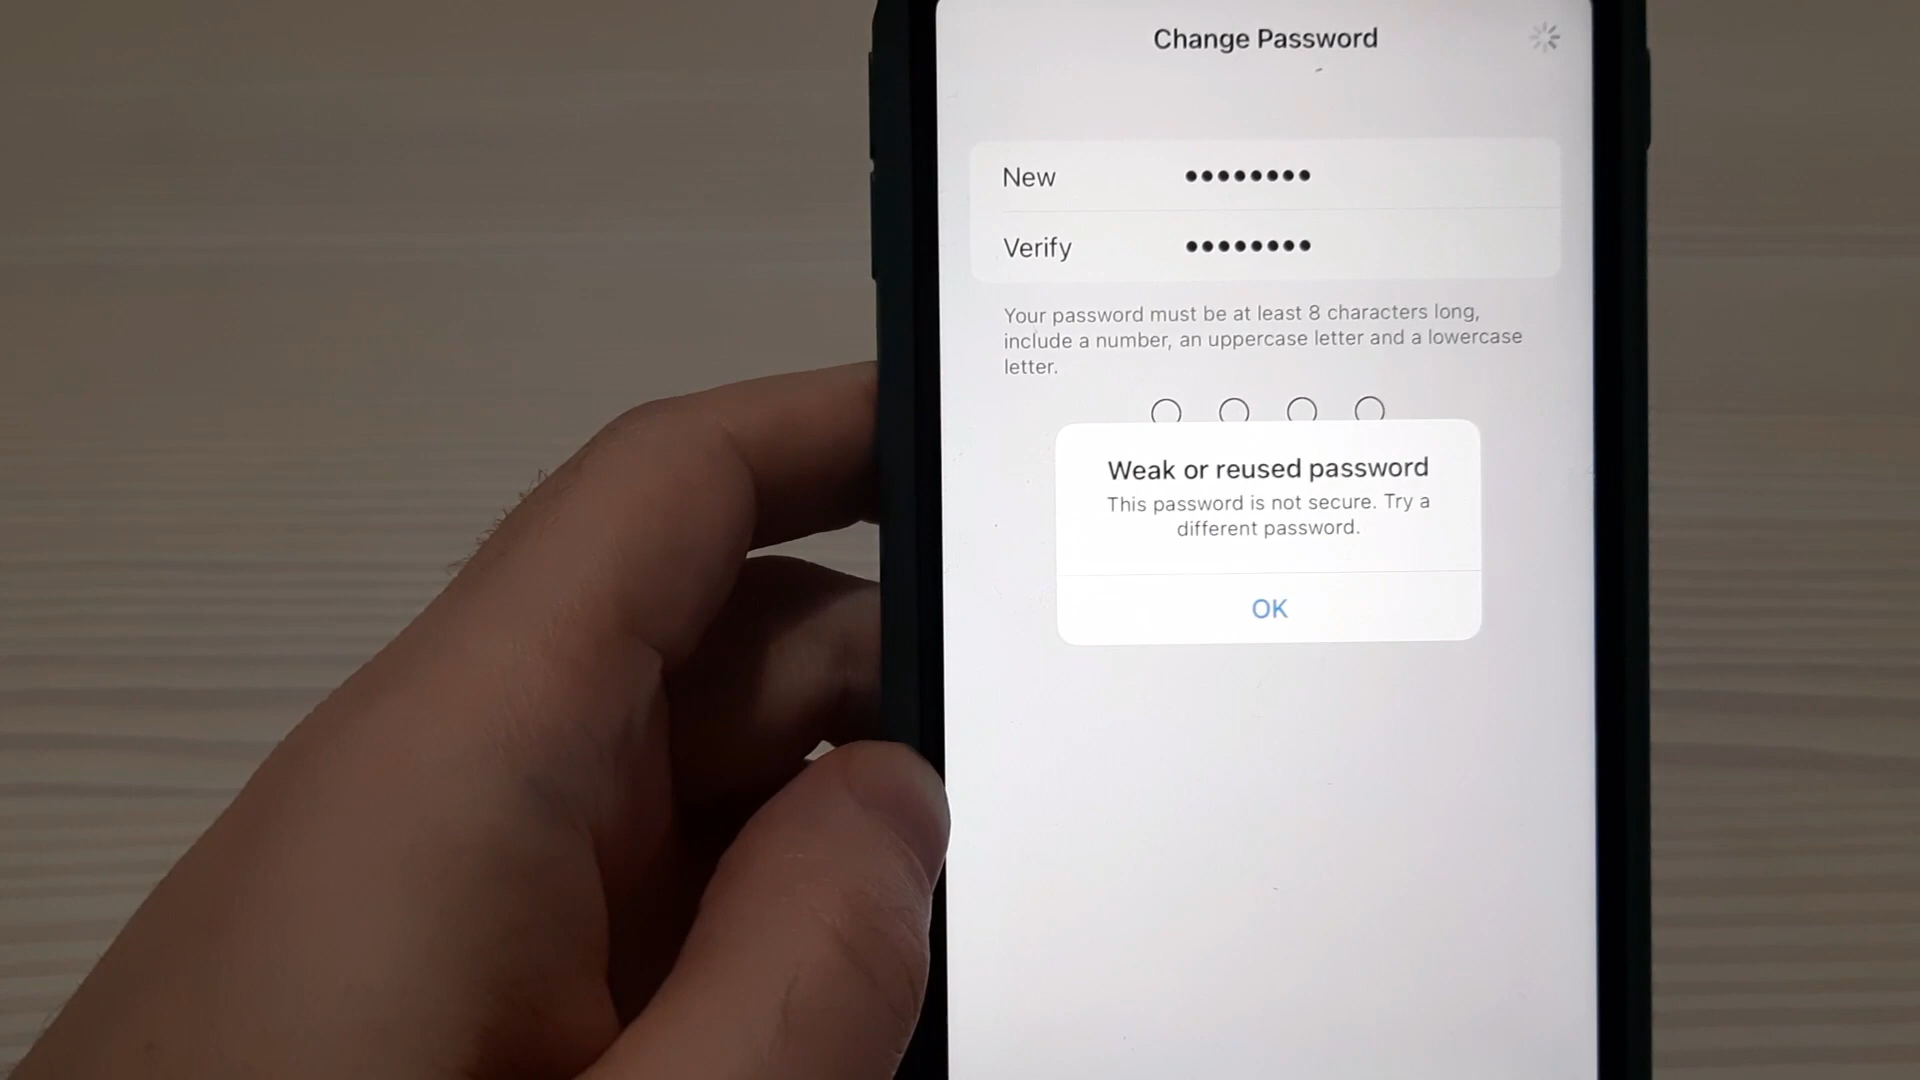 Change Password
New ••••••••
Verify ••••••••
Your password must be at least 8 characters long,
include a number, an uppercase letter and a lowercase
letter.
Weak or reused password
This password is not secure. Try a
different password.
OK